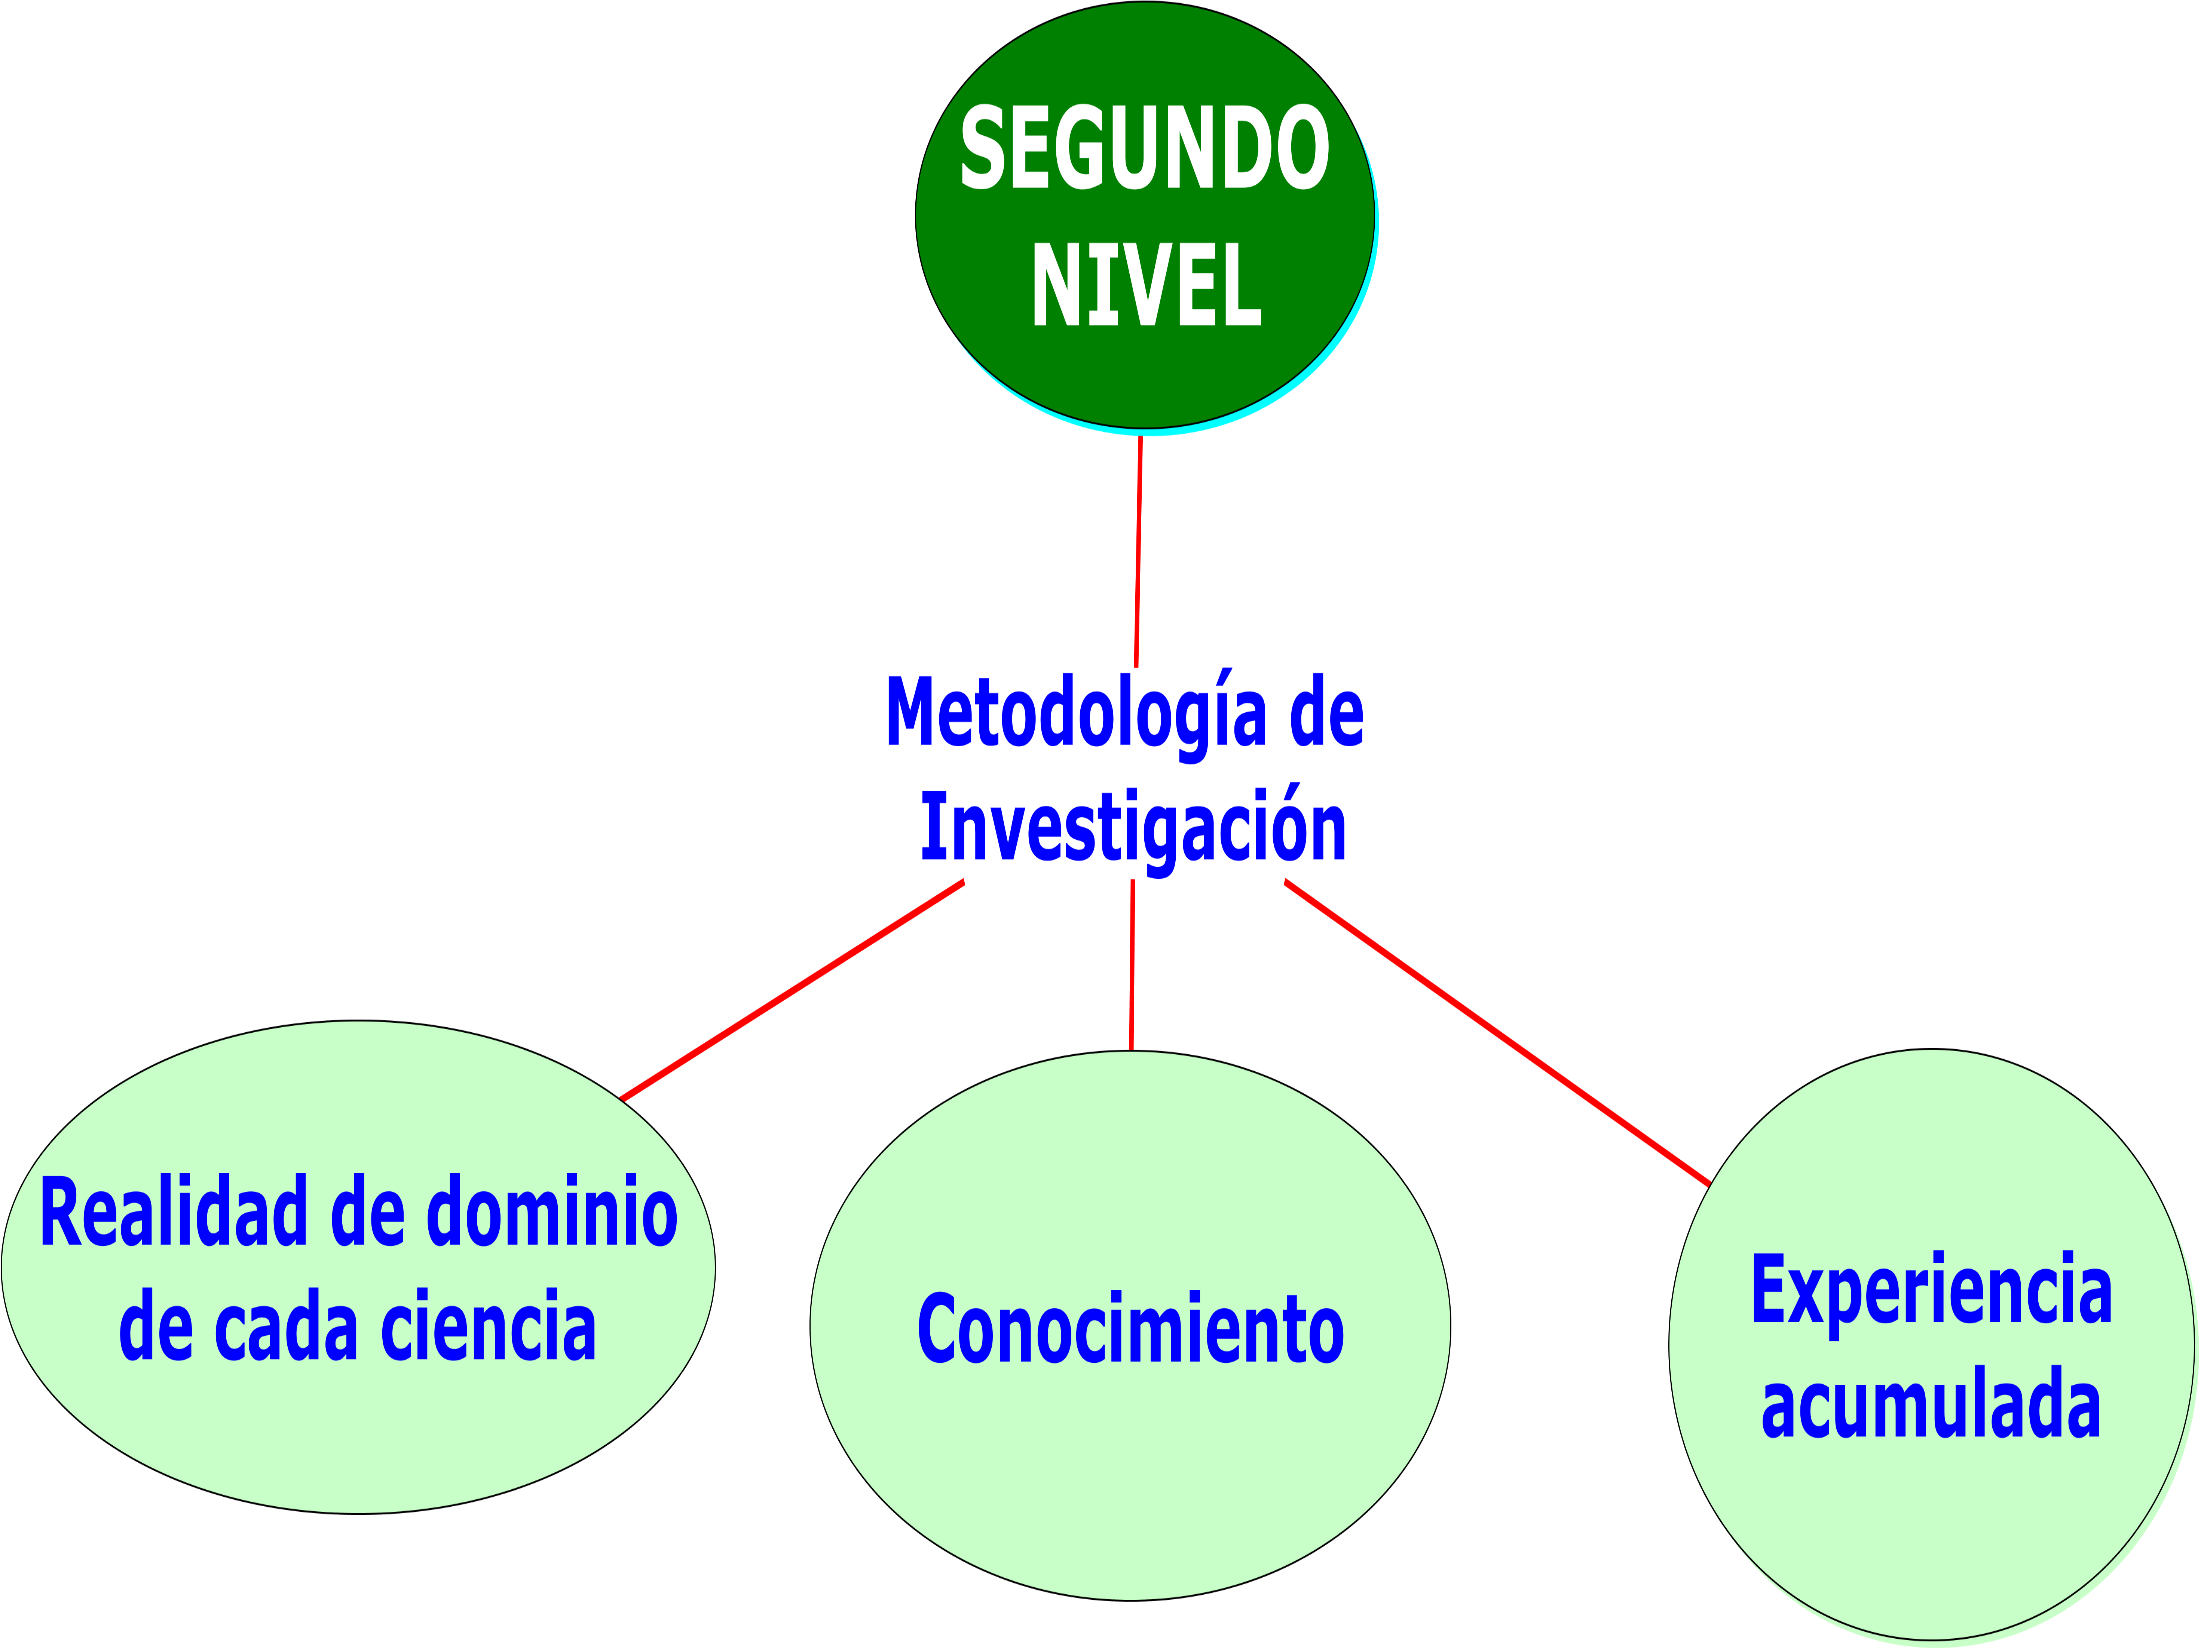 SEGUNDO
NIVEL
Metodología de
Investigación
Realidad de dominio
de cada ciencia
Conocimiento
Experiencia
acumulada